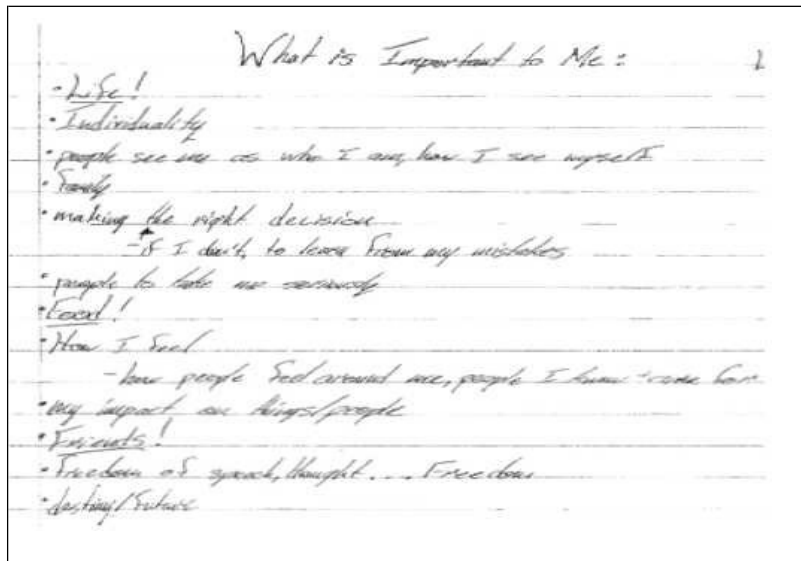 What is Important to Me: 1
• Life!
• Individuality
• people see me as who I am, how I see myself
• family
• making the right decision
- if I don't, to learn from my mistakes
• people to take me seriously
• Food!
• How I feel
- how people feel around me, people I know + care for
• my impact on things/people
• Friends!
• freedom of speech, thought.... Freedom
• destiny/future